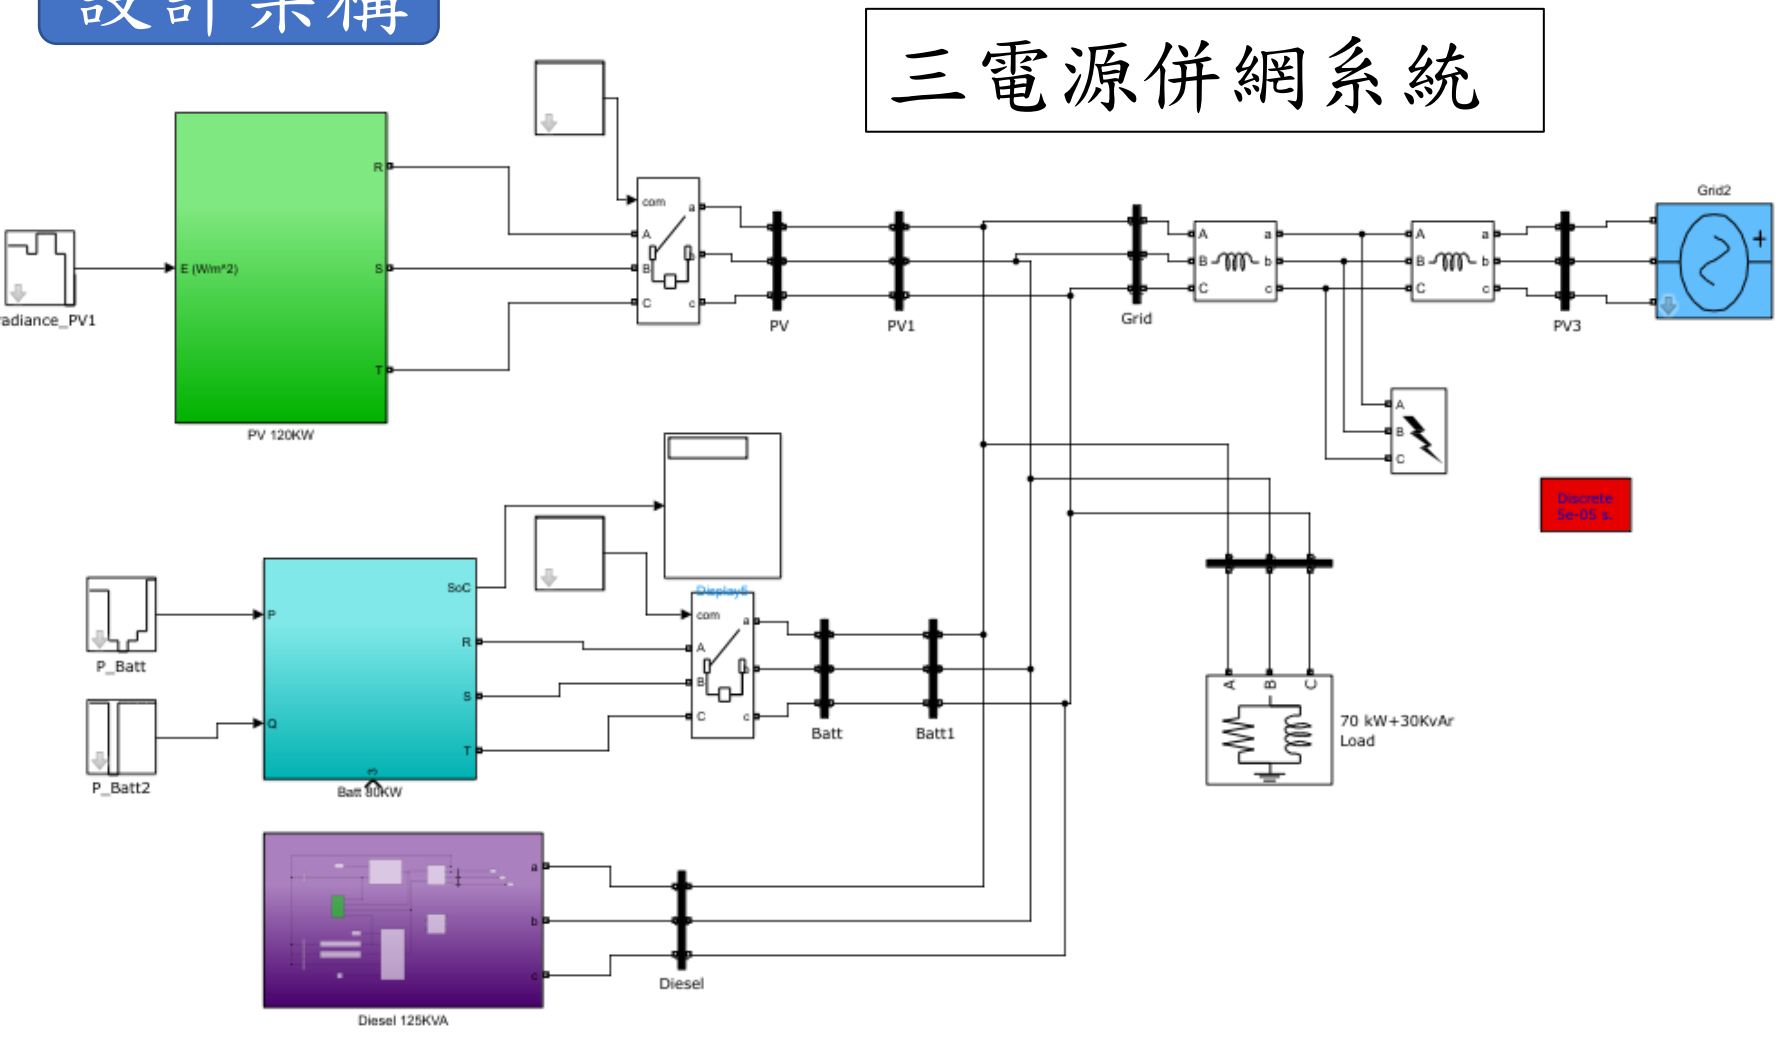 設計架構
三電源併網系統
Grid2
R
com
a
A
A
a
A
a
E (W/m^2)
S
B
b
B
b
B
b
C
c
C
c
C
c
adiance_PV1
PV
PV1
Grid
PV3
T
A
B
C
PV 120KW
Discrete
5e-05 s.
SoC
Display5
P
com
a
R
A
P_Batt
B
b
S
A
B
C
Q
C
c
70 kW+30KvAr
Load
Batt
Batt1
T
3
P_Batt2
Batt 80KW
a
b
c
Diesel
Diesel 125KVA